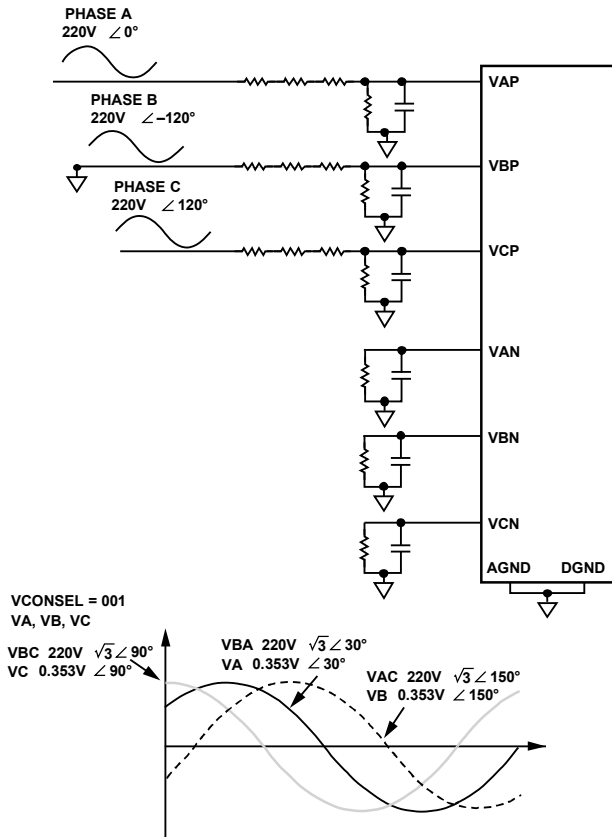 PHASE A
220V ∠0°
VAP
PHASE B
220V ∠–120°
VBP
PHASE C
220V ∠120°
VCP
VAN
VBN
VCN
AGND DGND
VCONSEL = 001
VA, VB, VC
VBC 220V √3∠90°
VC 0.353V ∠90°
VBA 220V √3∠30°
VA 0.353V ∠30°
VAC 220V √3∠150°
VB 0.353V ∠150°